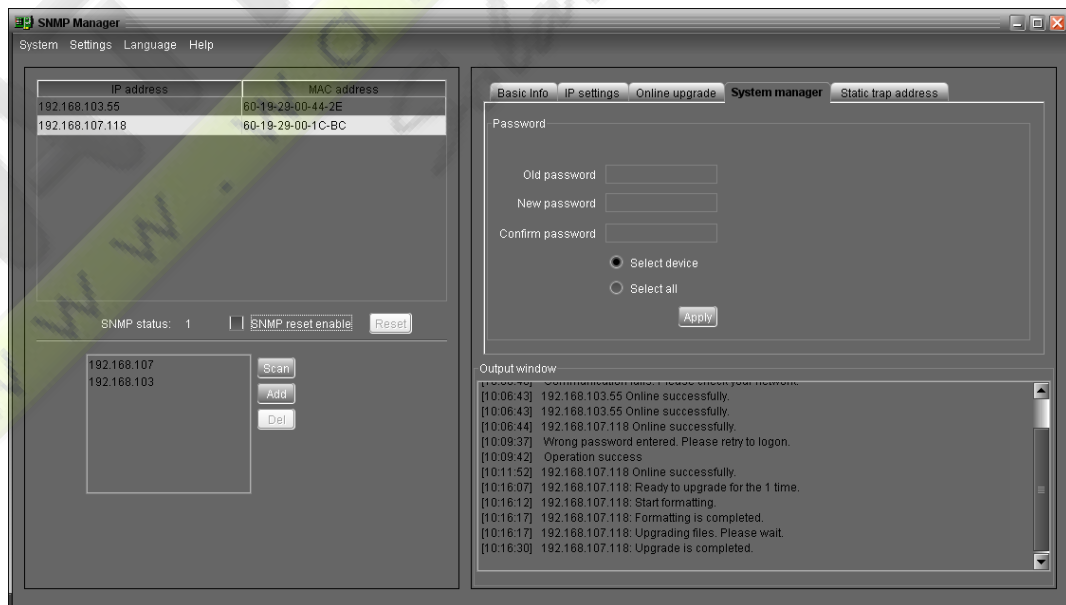 SNMP Manager
System Settings Language Help
IP address MAC address
192.168.103.55 60-19-29-00-44-2E
192.168.107.118 60-19-29-00-1C-BC
SNMP status: 1 SNMP reset enable Reset
192.168.107
192.168.103
Scan
Add
Del
Basic Info IP settings Online upgrade System manager Static trap address
Password
Old password
New password
Confirm password
Select device
Select all
Apply
Output window
Communication fails. Please check your network.
[10:06:43] 192.168.103.55 Online successfully.
[10:06:43] 192.168.103.55 Online successfully.
[10:06:44] 192.168.107.118 Online successfully.
[10:09:37] Wrong password entered. Please retry to logon.
[10:09:42] Operation success
[10:11:52] 192.168.107.118 Online successfully.
[10:16:07] 192.168.107.118: Ready to upgrade for the 1 time.
[10:16:12] 192.168.107.118: Start formatting.
[10:16:17] 192.168.107.118: Formatting is completed.
[10:16:17] 192.168.107.118: Upgrading files. Please wait.
[10:16:30] 192.168.107.118: Upgrade is completed.
www.